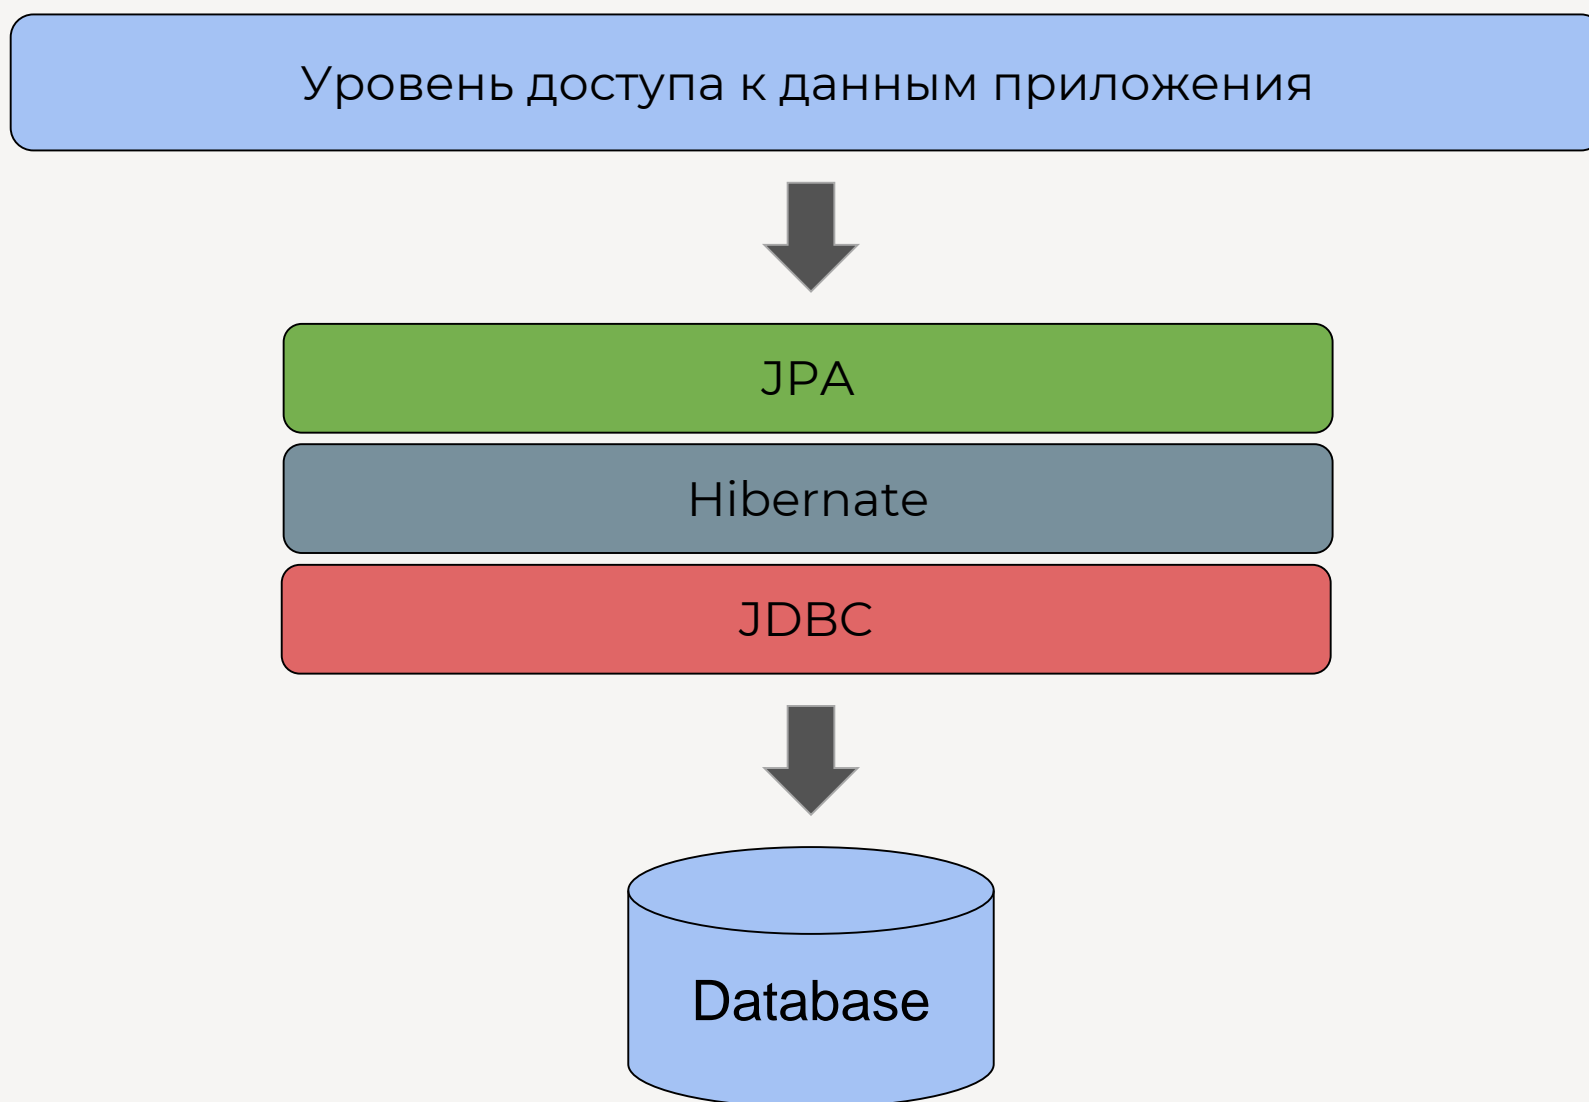 Уровень доступа к данным приложения
JPA
Hibernate
JDBC
Database